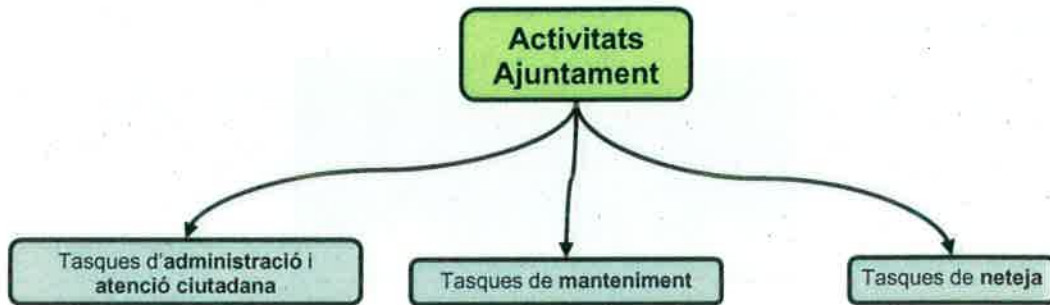 Activitats
Ajuntament
Tasques d'administració i
atenció ciutadana
Tasques de manteniment
Tasques de neteja